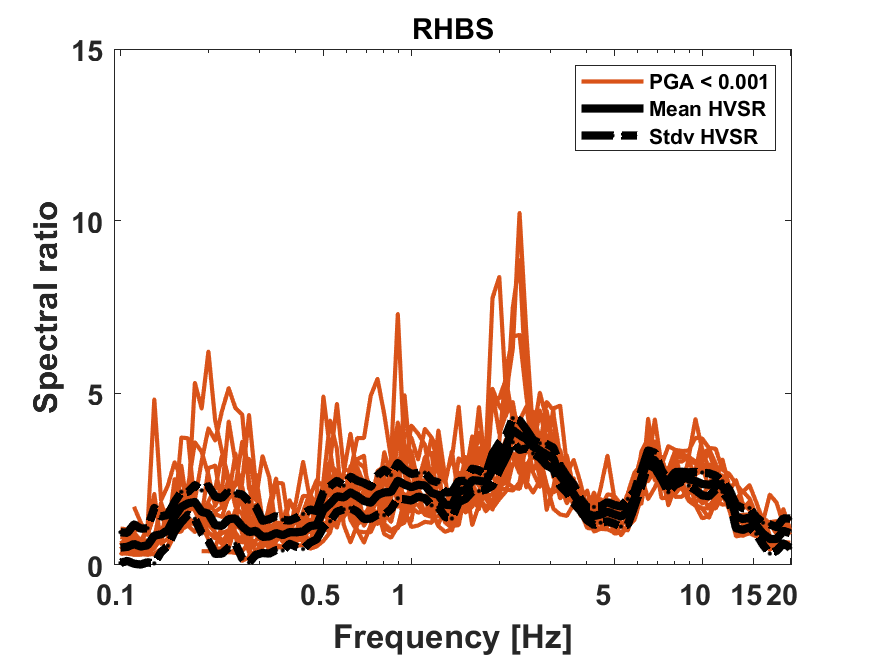 RHBS
15
10
5
0
Spectral ratio
PGA < 0.001
Mean HVSR
Stdv HVSR
0.1 0.5 1 5 10 15 20
Frequency [Hz]